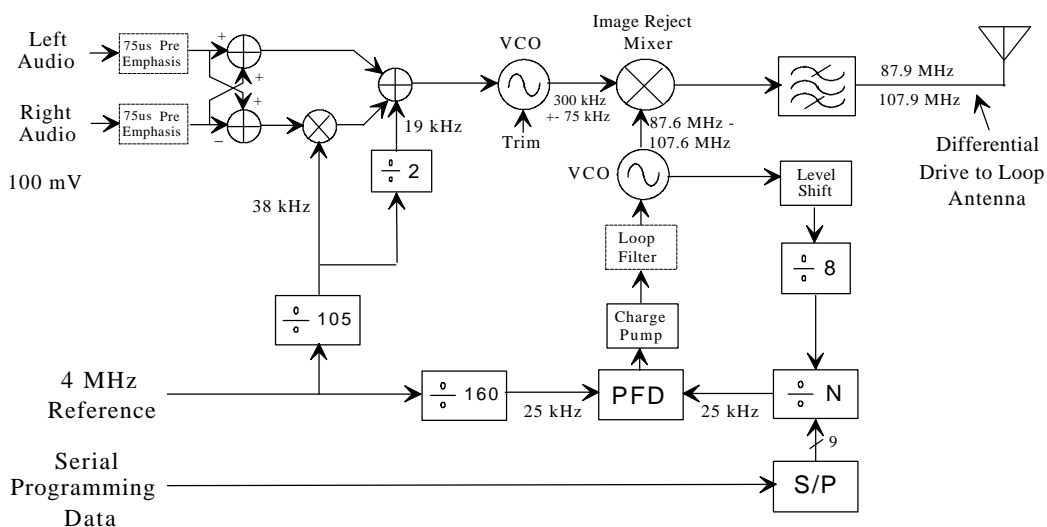 Left
Audio
75us Pre
Emphasis
+
+
+
−
Right
Audio
75us Pre
Emphasis
100 mV
38 kHz
19 kHz
÷ 2
÷ 105
VCO
Trim
300 kHz
+- 75 kHz
Image Reject
Mixer
87.6 MHz -
107.6 MHz
VCO
87.9 MHz
107.9 MHz
Differential
Drive to Loop
Antenna
Level
Shift
÷ 8
Loop
Filter
Charge
Pump
4 MHz
Reference
÷ 160
25 kHz
PFD
25 kHz
÷ N
9
Serial
Programming
Data
S/P